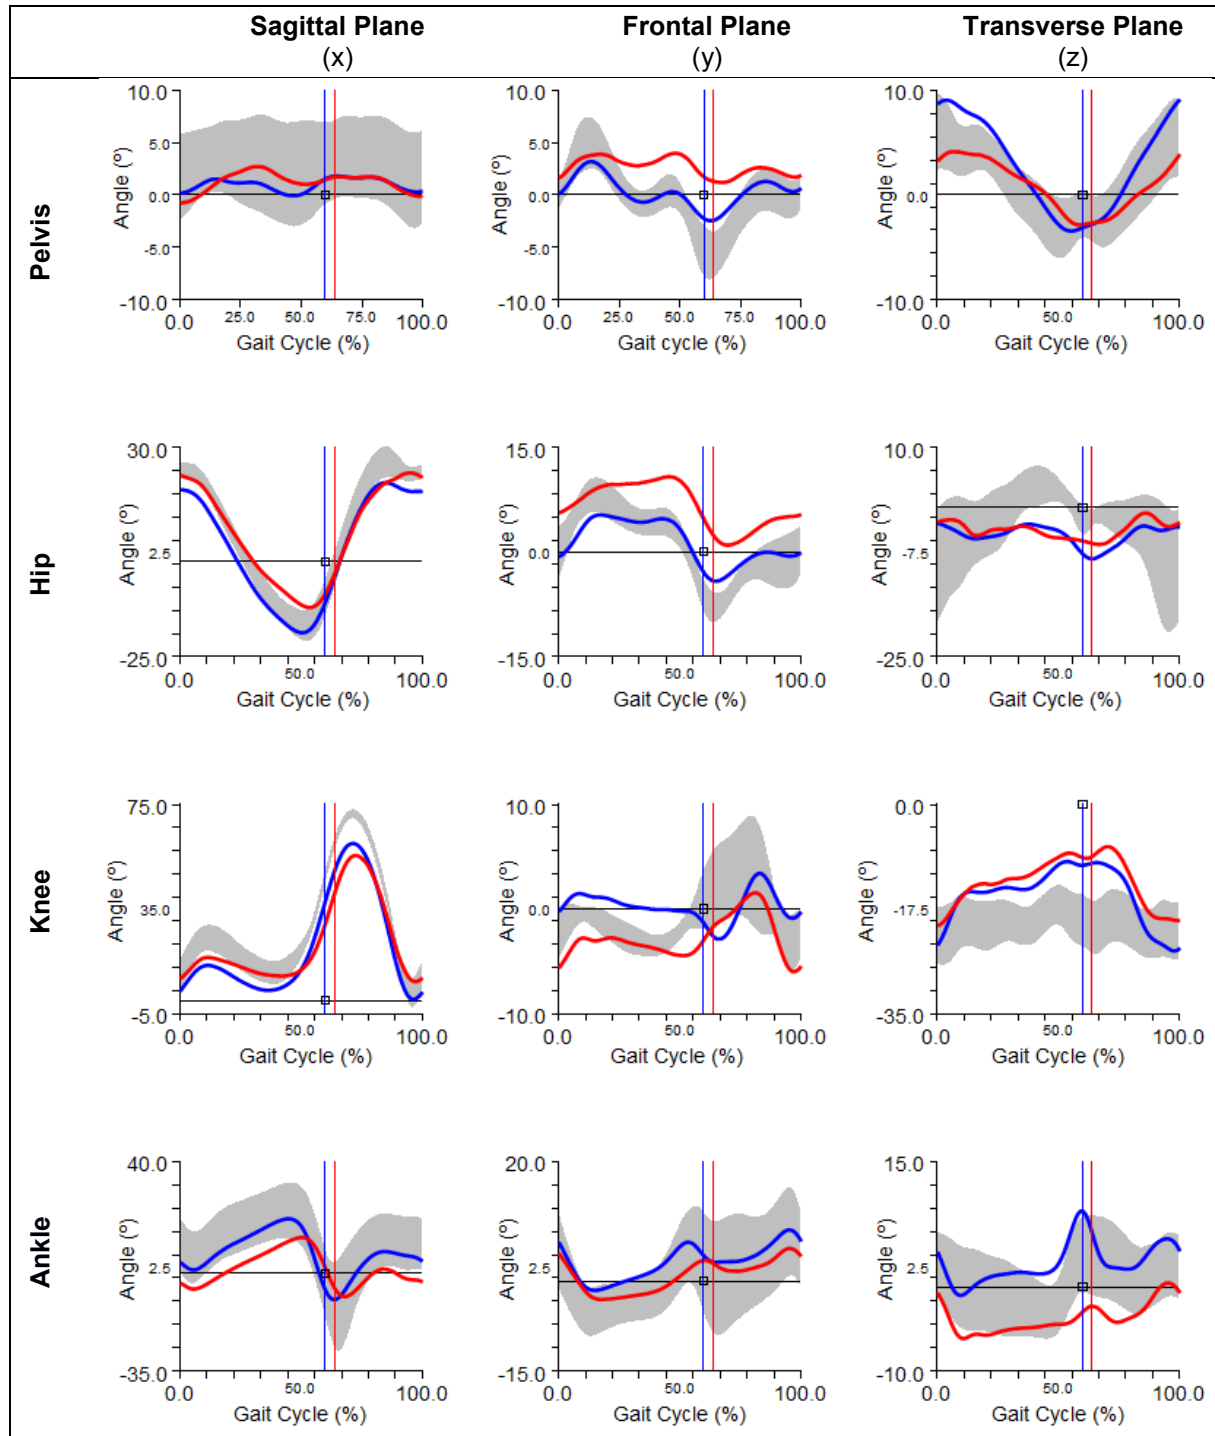 Sagittal Plane
(x)
Frontal Plane
(y)
Transverse Plane
(z)
Pelvis
10.0
5.0
0.0
-5.0
-10.0
Angle (º)
0.0 25.0 50.0 75.0 100.0
Gait Cycle (%)
10.0
5.0
0.0
-5.0
-10.0
Angle (º)
0.0 25.0 50.0 75.0 100.0
Gait cycle (%)
10.0
0.0
-10.0
Angle (º)
0.0 50.0 100.0
Gait Cycle (%)
Hip
30.0
2.5
-25.0
Angle (º)
0.0 50.0 100.0
Gait Cycle (%)
15.0
0.0
-15.0
Angle (º)
0.0 50.0 100.0
Gait Cycle (%)
10.0
-7.5
-25.0
Angle (º)
0.0 50.0 100.0
Gait Cycle (%)
Knee
75.0
35.0
-5.0
Angle (º)
0.0 50.0 100.0
Gait Cycle (%)
10.0
0.0
-10.0
Angle (º)
0.0 50.0 100.0
Gait Cycle (%)
0.0
-17.5
-35.0
Angle (º)
0.0 50.0 100.0
Gait Cycle (%)
Ankle
40.0
2.5
-35.0
Angle (º)
0.0 50.0 100.0
Gait Cycle (%)
20.0
2.5
-15.0
Angle (º)
0.0 50.0 100.0
Gait Cycle (%)
15.0
2.5
-10.0
Angle (º)
0.0 50.0 100.0
Gait Cycle (%)